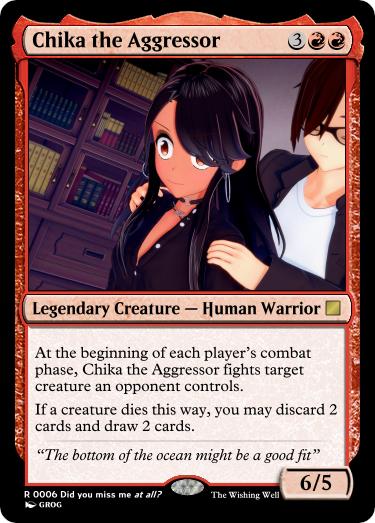 Chika the Aggressor 3
Legendary Creature — Human Warrior
At the beginning of each player's combat
phase, Chika the Aggressor fights target
creature an opponent controls.
If a creature dies this way, you may discard 2
cards and draw 2 cards.
“The bottom of the ocean might be a good fit”
6/5
R 0006 Did you miss me at all? The Wishing Well
GROG